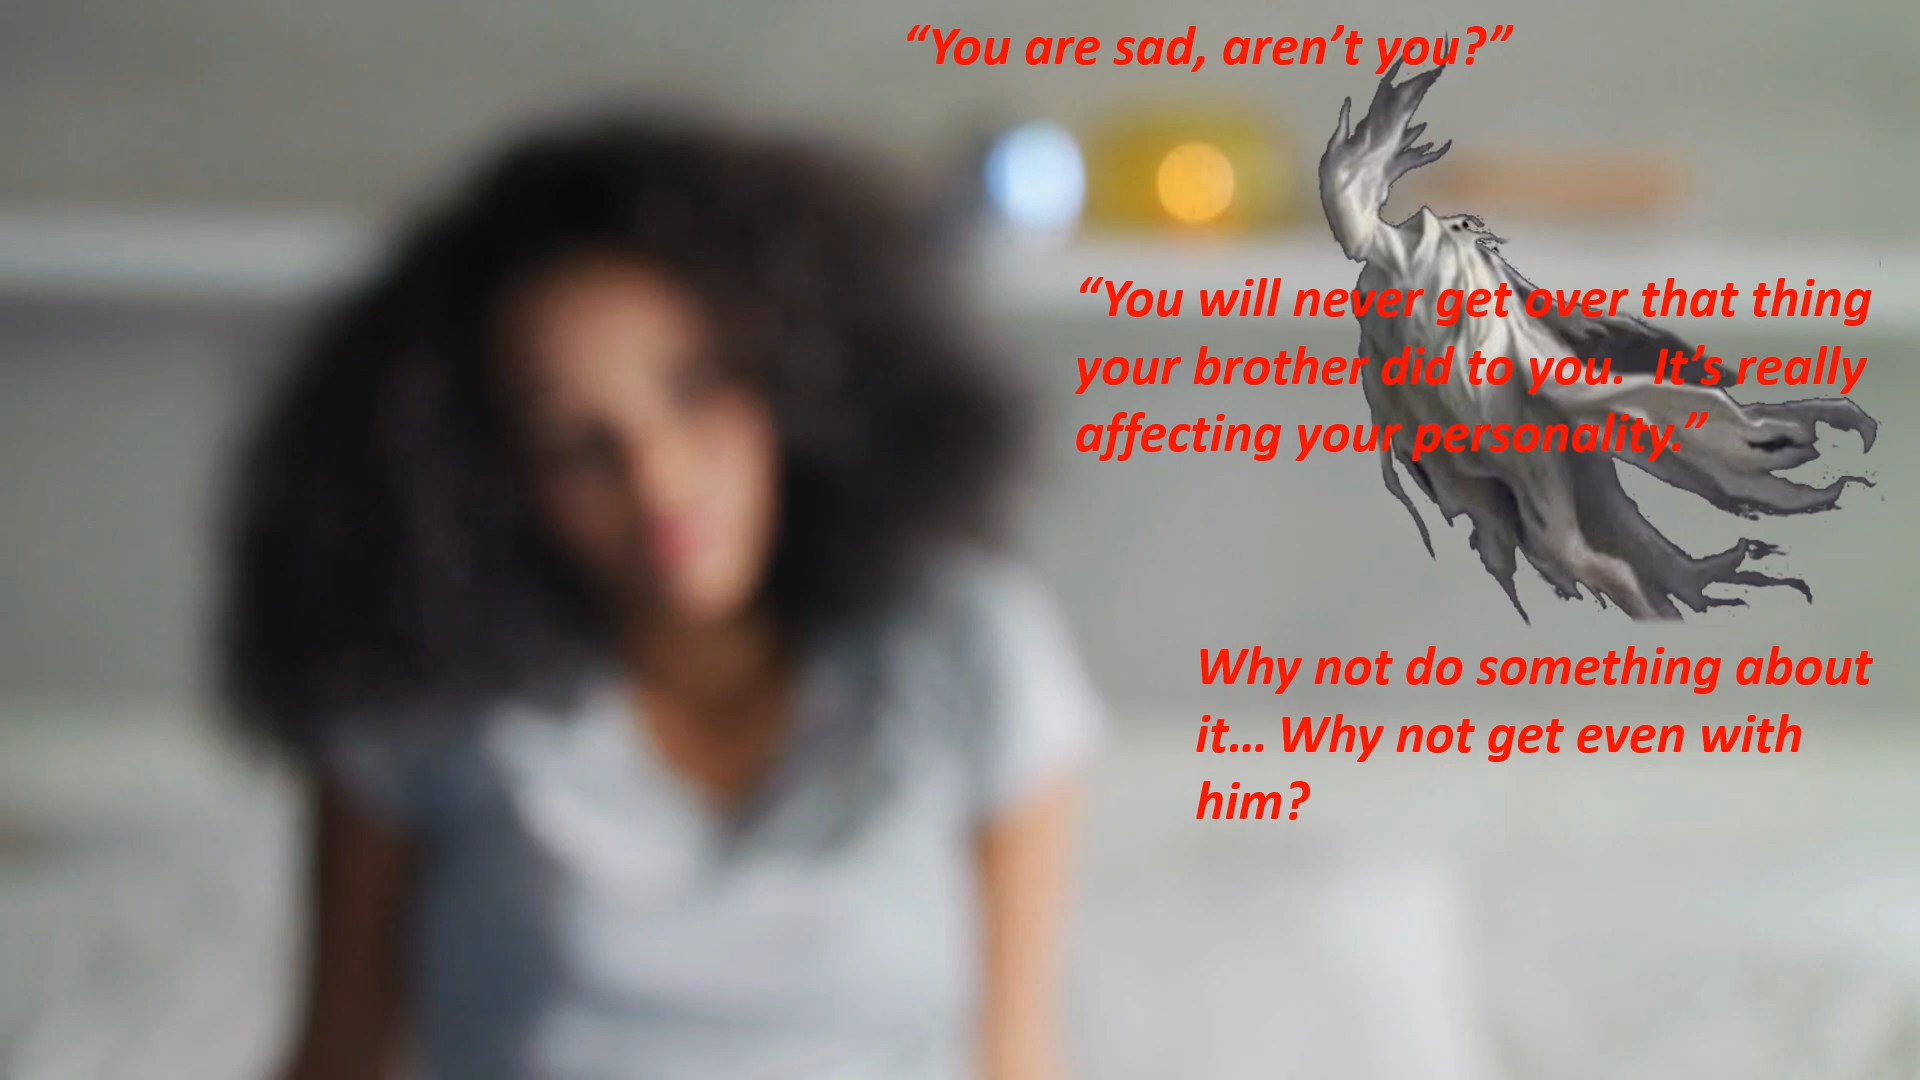 “You are sad, aren’t you?”
“You will never get over that thing
your brother did to you.  It’s really
affecting your personality.”
Why not do something about
it... Why not get even with
him?